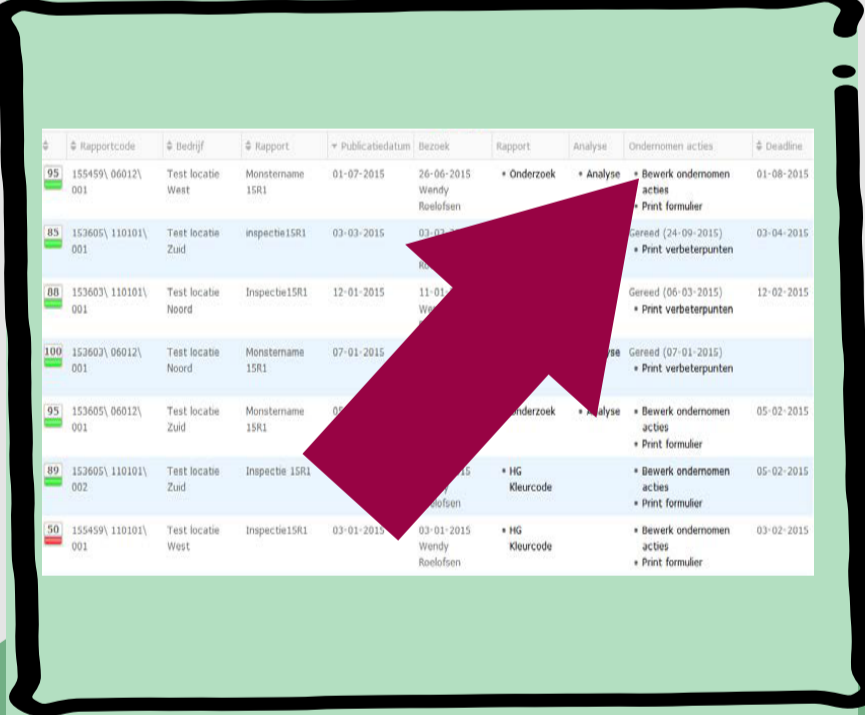 Rapportcode Bedrijf Rapport Publicatiedatum Bezoek Rapport Analyse Ondernomen acties Deadline
95 155459\ 06012\ Test locatie Monstername 01-07-2015 26-06-2015 • Onderzoek • Analyse • Bewerk ondernomen 01-08-2015
001 West 15R1 Wendy acties
Roelofsen • Print formulier
85 153605\ 110101\ Test locatie inspectie15R1 03-03-2015 Gereed (24-09-2015) 03-04-2015
001 Zuid • Print verbeterpunten
88 153603\ 110101\ Test locatie Inspectie15R1 12-01-2015 Gereed (06-03-2015) 12-02-2015
001 Noord • Print verbeterpunten
100 153603\ 06012\ Test locatie Monstername 07-01-2015 Gereed (07-01-2015)
001 Noord 15R1 • Print verbeterpunten
95 153605\ 06012\ Test locatie Monstername • Bewerk ondernomen 05-02-2015
001 Zuid 15R1 acties
• Print formulier
89 153605\ 110101\ Test locatie Inspectie 15R1 • HG • Bewerk ondernomen 05-02-2015
002 Zuid Kleurcode acties
• Print formulier
50 155459\ 110101\ Test locatie Inspectie15R1 03-01-2015 03-01-2015 • HG • Bewerk ondernomen 03-02-2015
001 West Wendy Kleurcode acties
Roelofsen • Print formulier